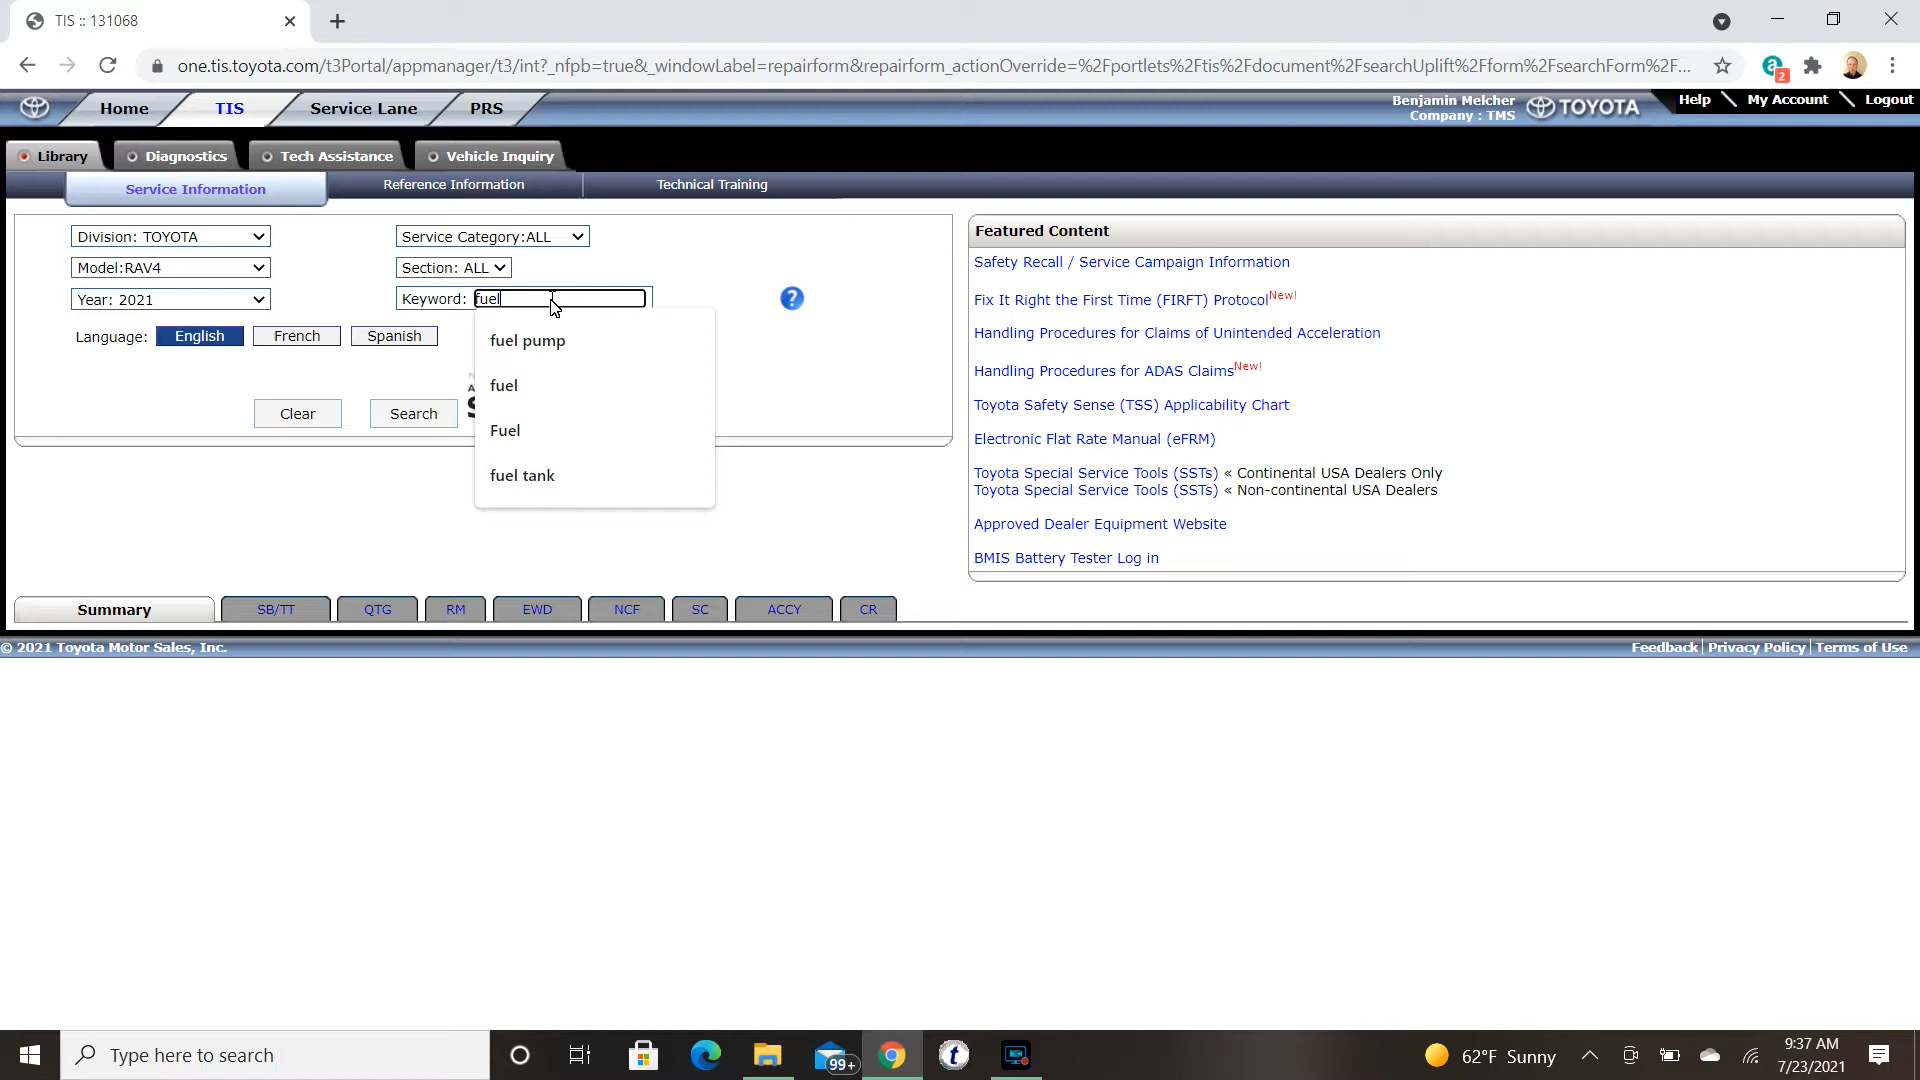 TIS :: 131068
one.tis.toyota.com/t3Portal/appmanager/t3/int?_nfpb=true&_windowLabel=repairform&repairform_actionOverride=%2Fportlets%2Ftis%2Fdocument%2FsearchUplift%2Fform%2FsearchForm%2F...
2
Home
TIS
Service Lane
PRS
Benjamin Melcher
Company : TMS
TOYOTA
Help
My Account
Logout
Library
Diagnostics
Tech Assistance
Vehicle Inquiry
Service Information
Reference Information
Technical Training
Division: TOYOTA
Service Category:ALL
Model:RAV4
Section: ALL
Year: 2021
Keyword: fuel
?
Language:
English
French
Spanish
fuel pump
fuel
Fuel
fuel tank
Clear
Search
Featured Content
Safety Recall / Service Campaign Information
Fix It Right the First Time (FIRFT) Protocol New!
Handling Procedures for Claims of Unintended Acceleration
Handling Procedures for ADAS Claims New!
Toyota Safety Sense (TSS) Applicability Chart
Electronic Flat Rate Manual (eFRM)
Toyota Special Service Tools (SSTs) « Continental USA Dealers Only
Toyota Special Service Tools (SSTs) « Non-continental USA Dealers
Approved Dealer Equipment Website
BMIS Battery Tester Log in
Summary
SB/TT
QTG
RM
EWD
NCF
SC
ACCY
CR
© 2021 Toyota Motor Sales, Inc.
Feedback
Privacy Policy
Terms of Use
Type here to search
99+
t
62°F Sunny
9:37 AM
7/23/2021